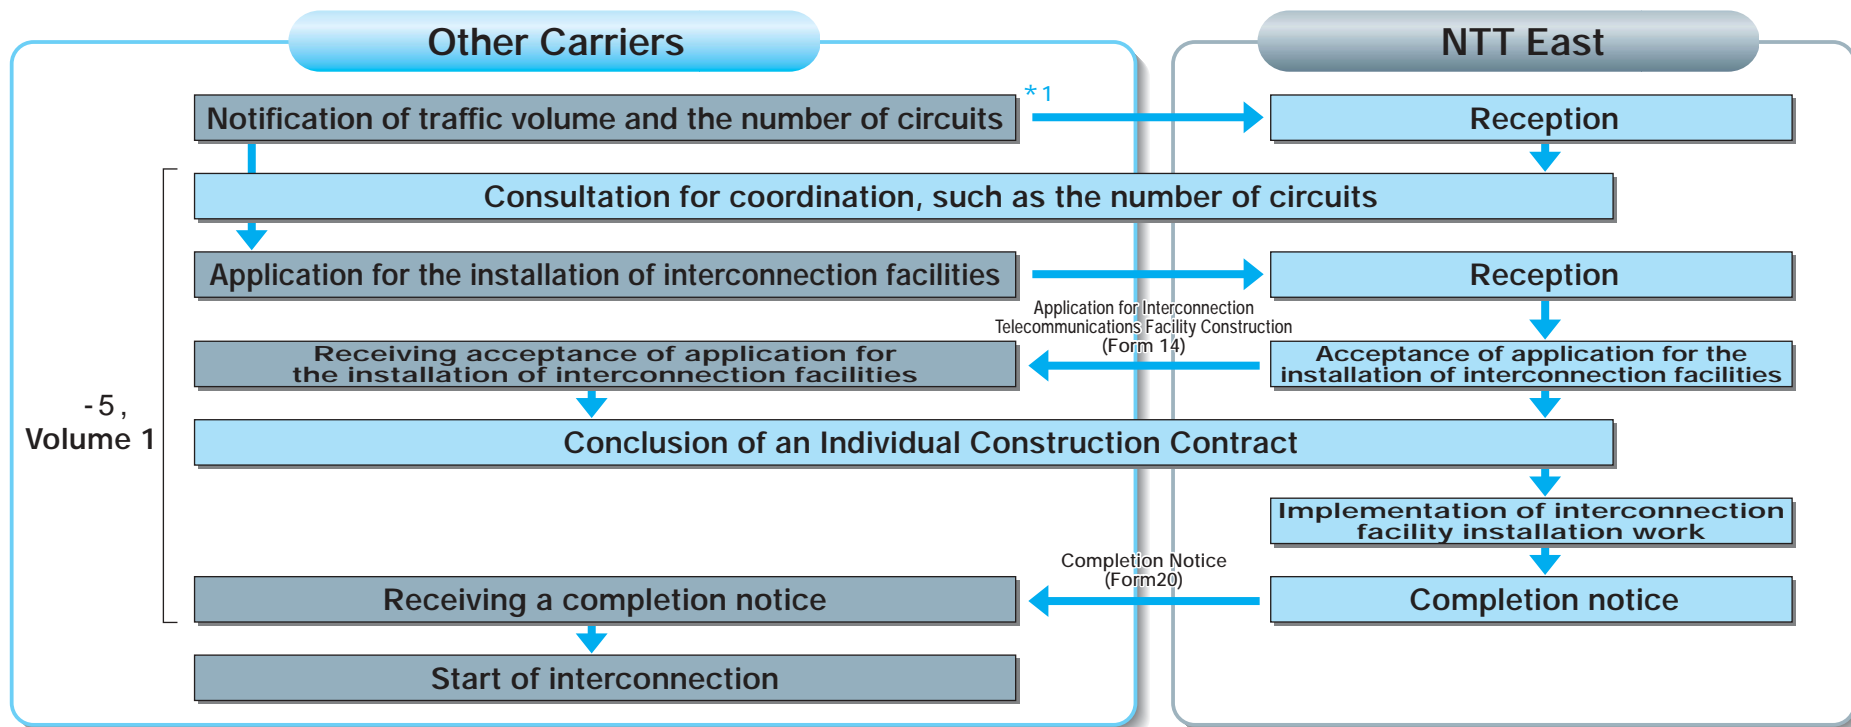 Other Carriers
NTT East
Notification of traffic volume and the number of circuits
*1
Reception
Consultation for coordination, such as the number of circuits
Application for the installation of interconnection facilities
Reception
Application for Interconnection
Telecommunications Facility Construction
(Form 14)
Receiving acceptance of application for
the installation of interconnection facilities
Acceptance of application for the
installation of interconnection facilities
-5,
Volume 1
Conclusion of an Individual Construction Contract
Implementation of interconnection
facility installation work
Completion Notice
(Form20)
Receiving a completion notice
Completion notice
Start of interconnection